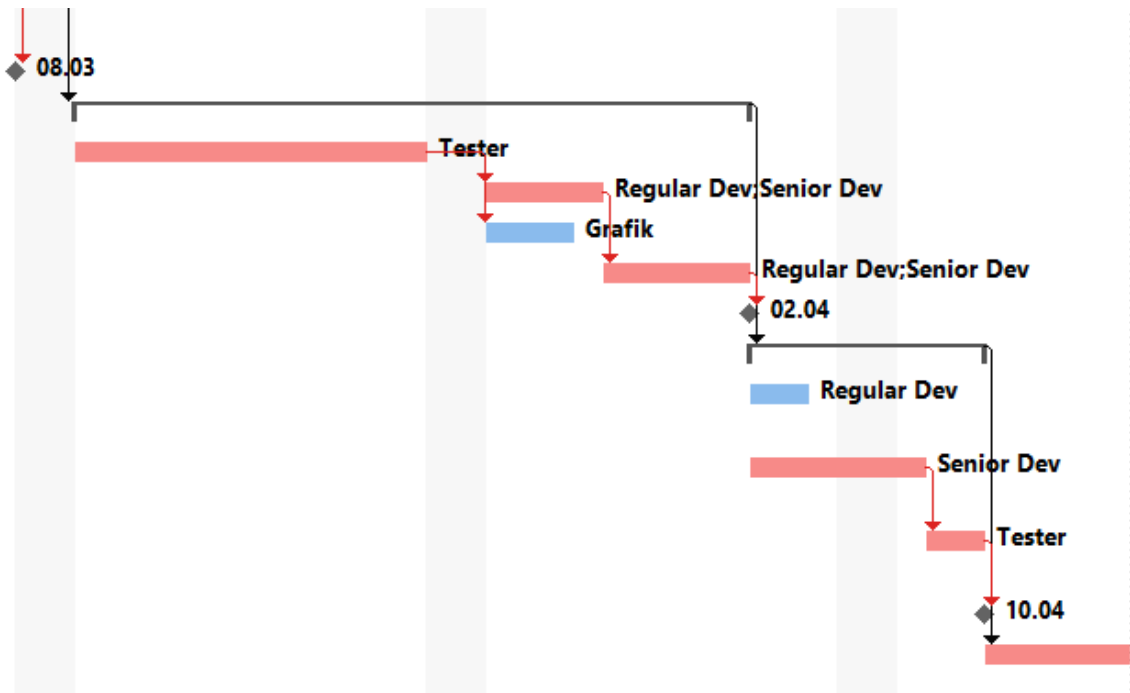 08.03
Tester
Regular Dev;Senior Dev
Grafik
Regular Dev;Senior Dev
02.04
Regular Dev
Senior Dev
Tester
10.04